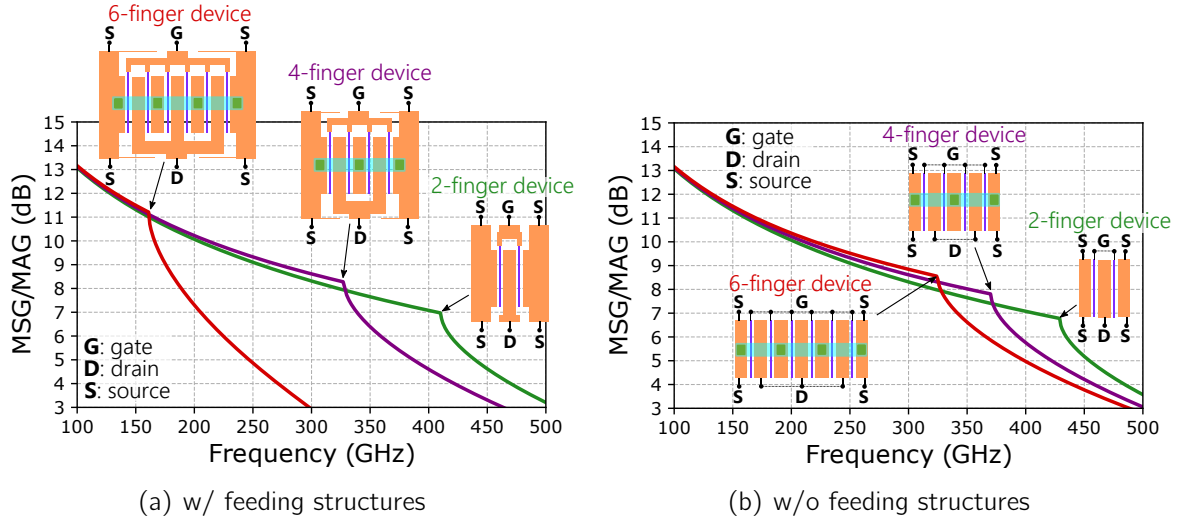 6-finger device
S G S
S D S
4-finger device
S G S
S D S
2-finger device
S G S
S D S
MSG/MAG (dB)
15
14
13
12
11
10
9
8
7
6
5
4
3
G: gate
D: drain
S: source
100 150 200 250 300 350 400 450 500
Frequency (GHz)
(a) w/ feeding structures
MSG/MAG (dB)
15
14
13
12
11
10
9
8
7
6
5
4
3
G: gate
D: drain
S: source
4-finger device
S G S
S D S
2-finger device
S G S
S D S
6-finger device
S G S
S D S
100 150 200 250 300 350 400 450 500
Frequency (GHz)
(b) w/o feeding structures